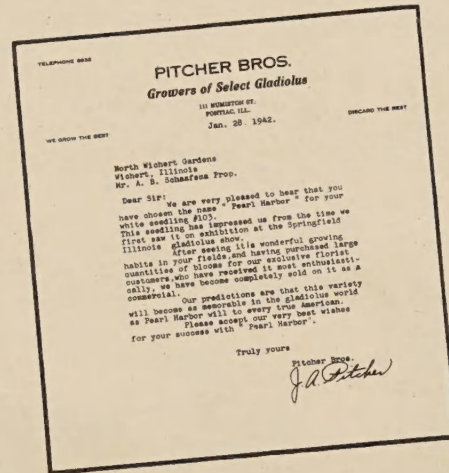 TELEPHONE 6952
PITCHER BROS.
Growers of Select Gladiolus
111 HUMISTON ST.
PONTIAC, ILL.
WE GROW THE BEST
DISCARD THE REST
Jan. 28. 1942.
North Wichert Gardens
Wichert, Illinois
Mr. A. B. Schaafsma Prop.
Dear Sir:
We are very pleased to hear that you
have chosen the name " Pearl Harbor " for your
white seedling #103.
This seedling has impressed us from the time we
first saw it on exhibition at the Springfield
Illinois gladiolus show.
After seeing it's wonderful growing
habits in your fields,and having purchased large
quantities of blooms for our exclusive florist
customers,who have received it most enthusiasti-
cally, we have become completely sold on it as a
commercial.
Our predictions are that this variety
will become as memorable in the gladiolus world
as Pearl Harbor will to every true American.
Please accept our very best wishes
for your success with " Pearl Harbor".
Truly yours
Pitcher Bros.
J.A. Pitcher